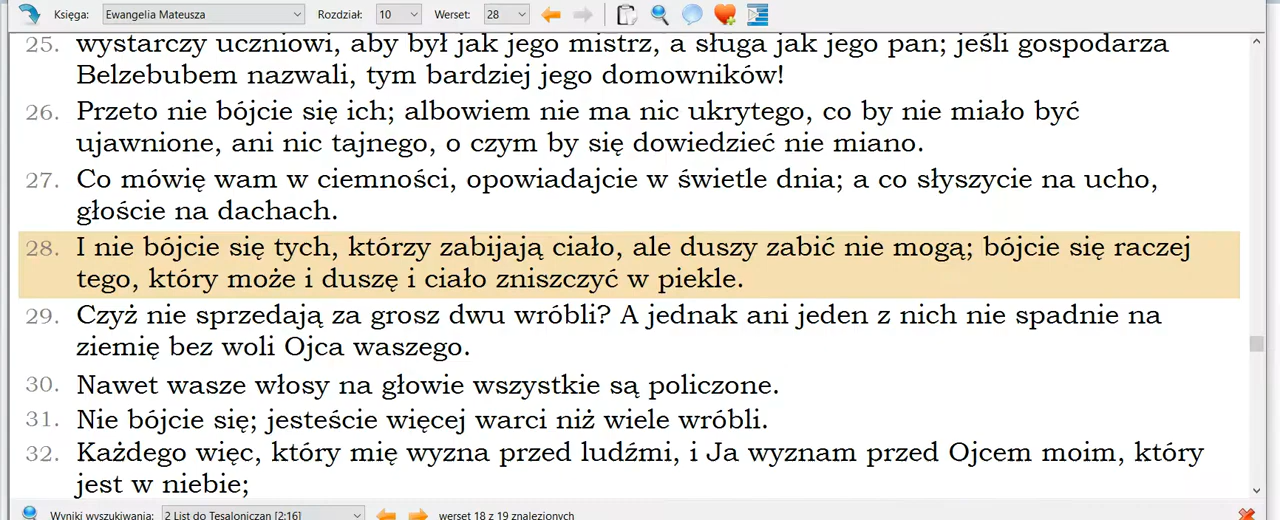 Księga: Ewangelia Mateusza Rozdział: 10 Werset: 28
25. wystarczy uczniowi, aby był jak jego mistrz, a sługa jak jego pan; jeśli gospodarza
Belzebubem nazwali, tym bardziej jego domowników!
26. Przeto nie bójcie się ich; albowiem nie ma nic ukrytego, co by nie miało być
ujawnione, ani nic tajnego, o czym by się dowiedzieć nie miano.
27. Co mówię wam w ciemności, opowiadajcie w świetle dnia; a co słyszycie na ucho,
głoście na dachach.
28. I nie bójcie się tych, którzy zabijają ciało, ale duszy zabić nie mogą; bójcie się raczej
tego, który może i duszę i ciało zniszczyć w piekle.
29. Czyż nie sprzedają za grosz dwu wróbli? A jednak ani jeden z nich nie spadnie na
ziemię bez woli Ojca waszego.
30. Nawet wasze włosy na głowie wszystkie są policzone.
31. Nie bójcie się; jesteście więcej warci niż wiele wróbli.
32. Każdego więc, który mię wyzna przed ludźmi, i Ja wyznam przed Ojcem moim, który
jest w niebie;
Wyniki wyszukiwania: 2 List do Tesaloniczan [2:16] werset 18 z 19 znalezionych